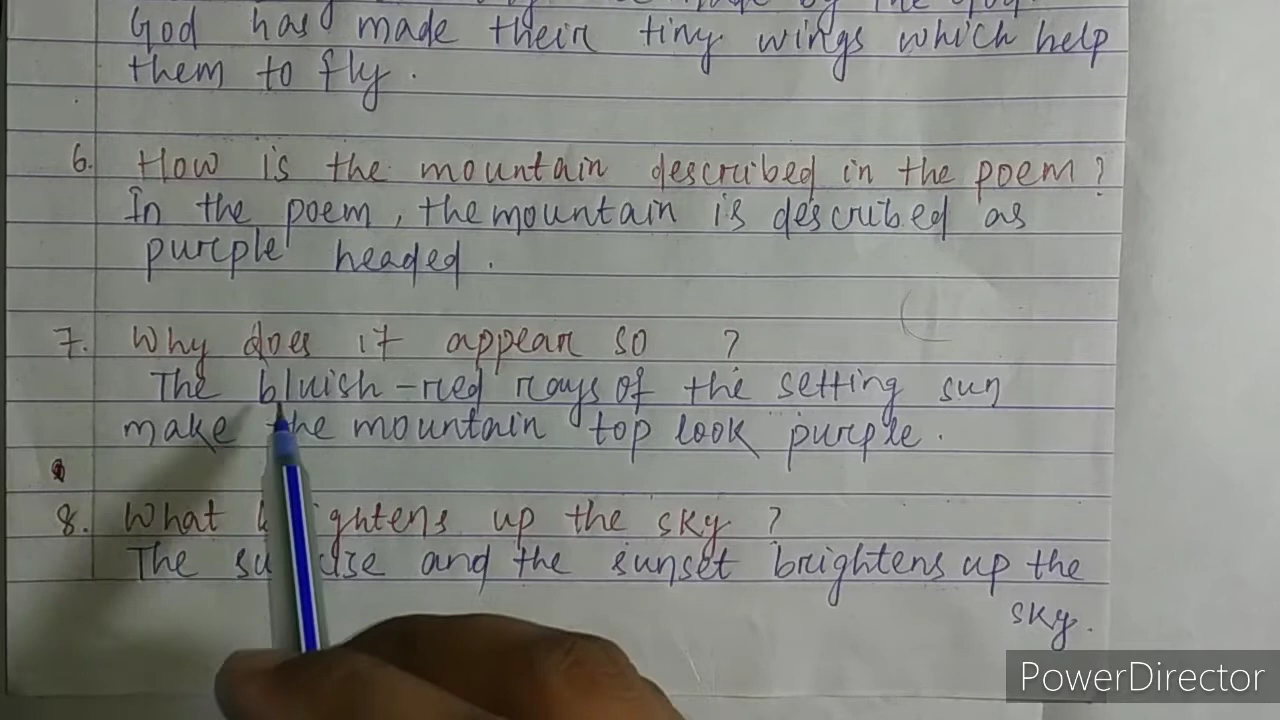 by the God.
God has made their tiny wings which help
them to fly.
6. How is the mountain described in the poem?
In the poem, the mountain is described as
purple headed.
7. Why does it appear so ?
The bluish-red rays of the setting sun
make the mountain top look purple.
8. What brightens up the sky ?
The sunrise and the sunset brightens up the
sky.
PowerDirector